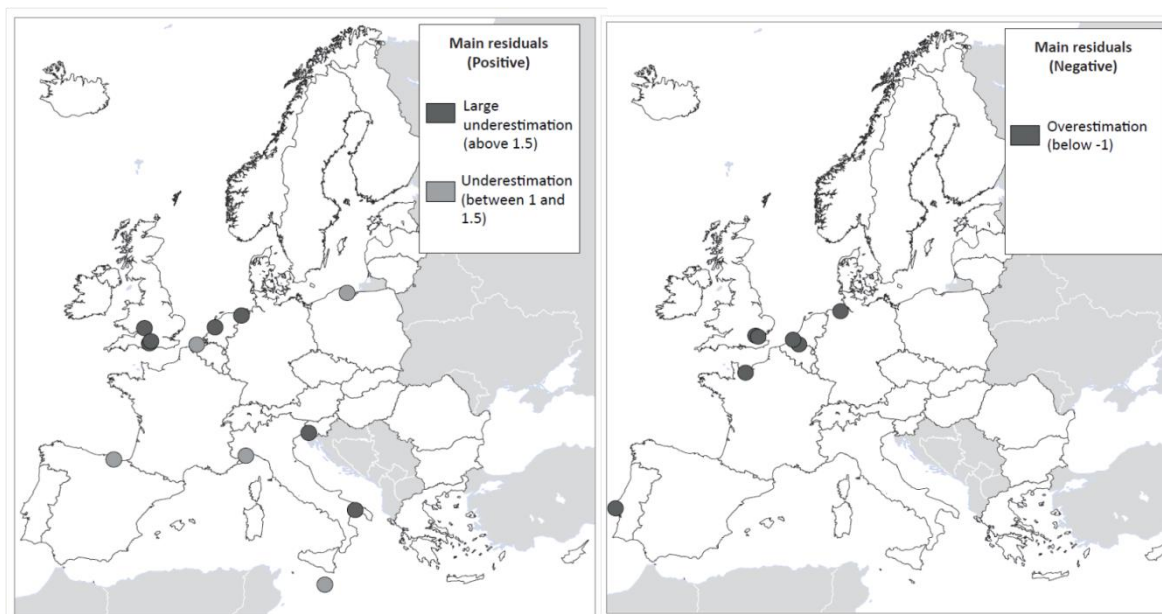 Main residuals
(Positive)
Large
underestimation
(above 1.5)
Underestimation
(between 1 and
1.5)
Main residuals
(Negative)
Overestimation
(below -1)